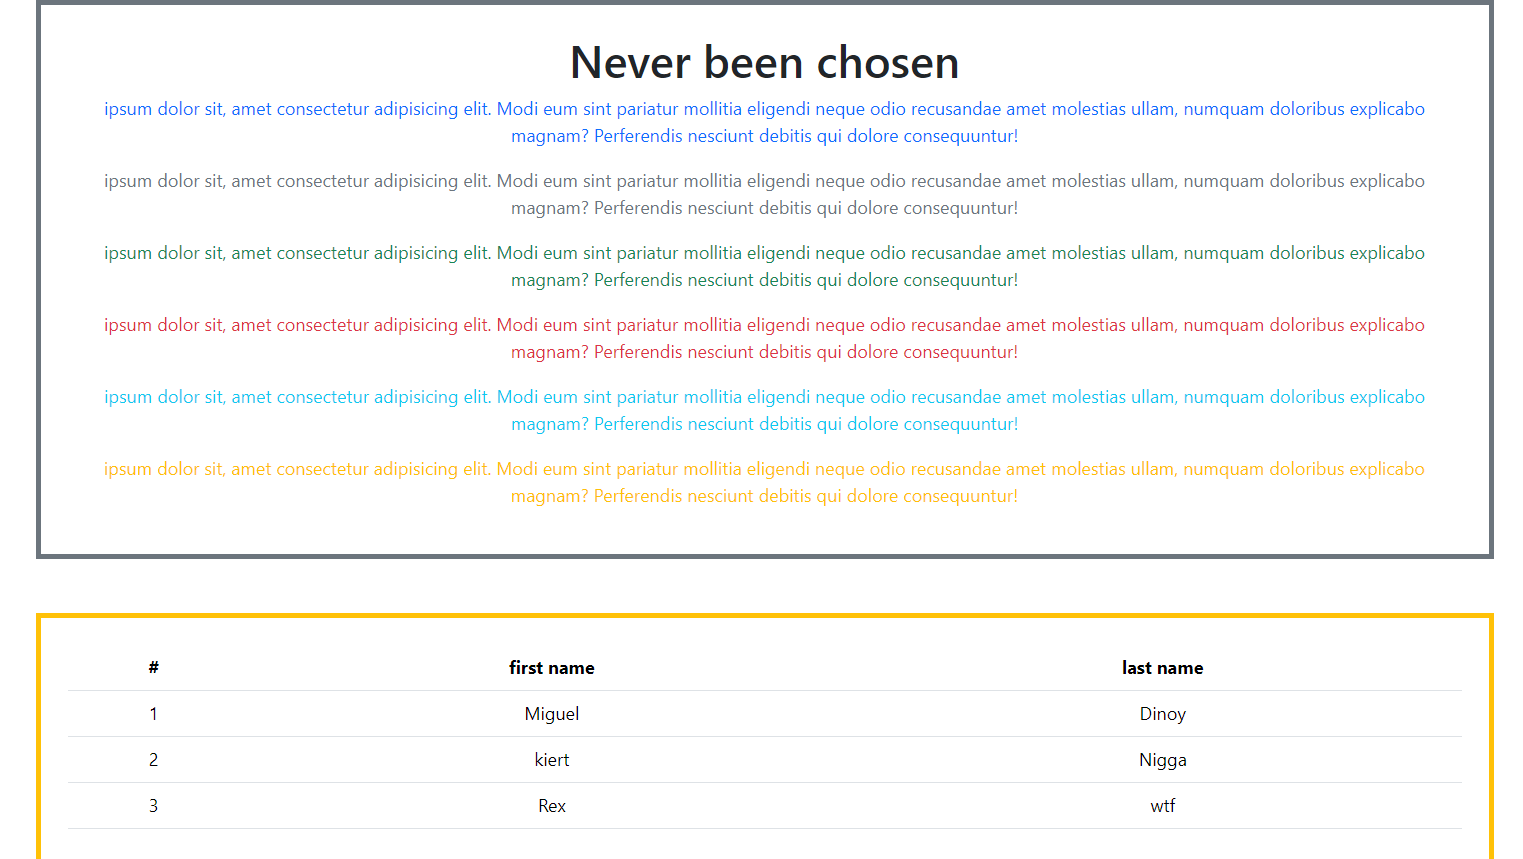 Never been chosen
ipsum dolor sit, amet consectetur adipisicing elit. Modi eum sint pariatur mollitia eligendi neque odio recusandae amet molestias ullam, numquam doloribus explicabo
magnam? Perferendis nesciunt debitis qui dolore consequuntur!
ipsum dolor sit, amet consectetur adipisicing elit. Modi eum sint pariatur mollitia eligendi neque odio recusandae amet molestias ullam, numquam doloribus explicabo
magnam? Perferendis nesciunt debitis qui dolore consequuntur!
ipsum dolor sit, amet consectetur adipisicing elit. Modi eum sint pariatur mollitia eligendi neque odio recusandae amet molestias ullam, numquam doloribus explicabo
magnam? Perferendis nesciunt debitis qui dolore consequuntur!
ipsum dolor sit, amet consectetur adipisicing elit. Modi eum sint pariatur mollitia eligendi neque odio recusandae amet molestias ullam, numquam doloribus explicabo
magnam? Perferendis nesciunt debitis qui dolore consequuntur!
ipsum dolor sit, amet consectetur adipisicing elit. Modi eum sint pariatur mollitia eligendi neque odio recusandae amet molestias ullam, numquam doloribus explicabo
magnam? Perferendis nesciunt debitis qui dolore consequuntur!
ipsum dolor sit, amet consectetur adipisicing elit. Modi eum sint pariatur mollitia eligendi neque odio recusandae amet molestias ullam, numquam doloribus explicabo
magnam? Perferendis nesciunt debitis qui dolore consequuntur!
# first name last name
1 Miguel Dinoy
2 kiert Nigga
3 Rex wtf